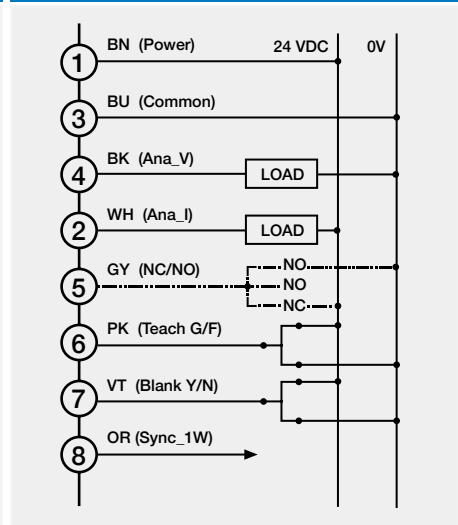 24 VDC 0V
1 BN (Power)
3 BU (Common)
4 BK (Ana_V) LOAD
2 WH (Ana_I) LOAD
5 GY (NC/NO) NO
NO
NC
6 PK (Teach G/F)
7 VT (Blank Y/N)
8 OR (Sync_1W)